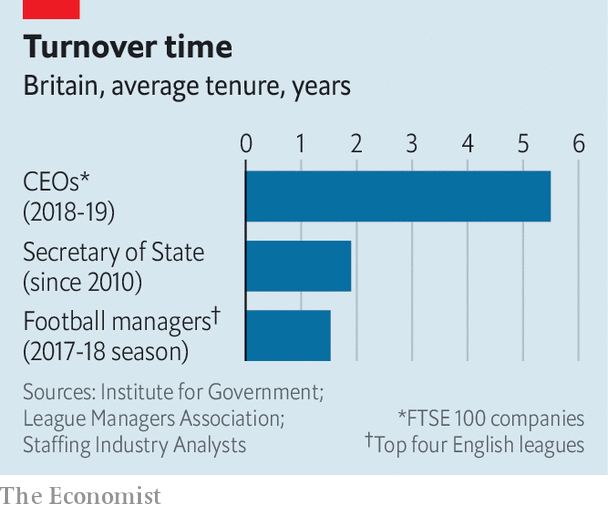 Turnover time
Britain, average tenure, years
0 1 2 3 4 5 6
CEOs*
(2018-19)
Secretary of State
(since 2010)
Football managers†
(2017-18 season)
Sources: Institute for Government;
League Managers Association;
Staffing Industry Analysts
*FTSE 100 companies
†Top four English leagues
The Economist